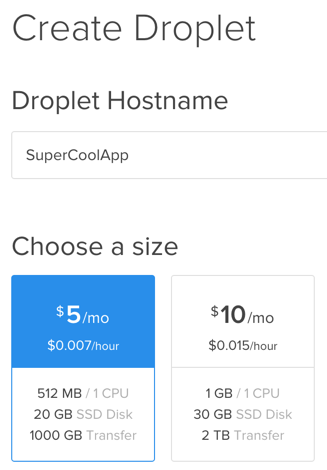 Create Droplet
Droplet Hostname
SuperCoolApp
Choose a size
$5/mo
$0.007/hour
512 MB / 1 CPU
20 GB SSD Disk
1000 GB Transfer
$10/mo
$0.015/hour
1 GB / 1 CPU
30 GB SSD Disk
2 TB Transfer